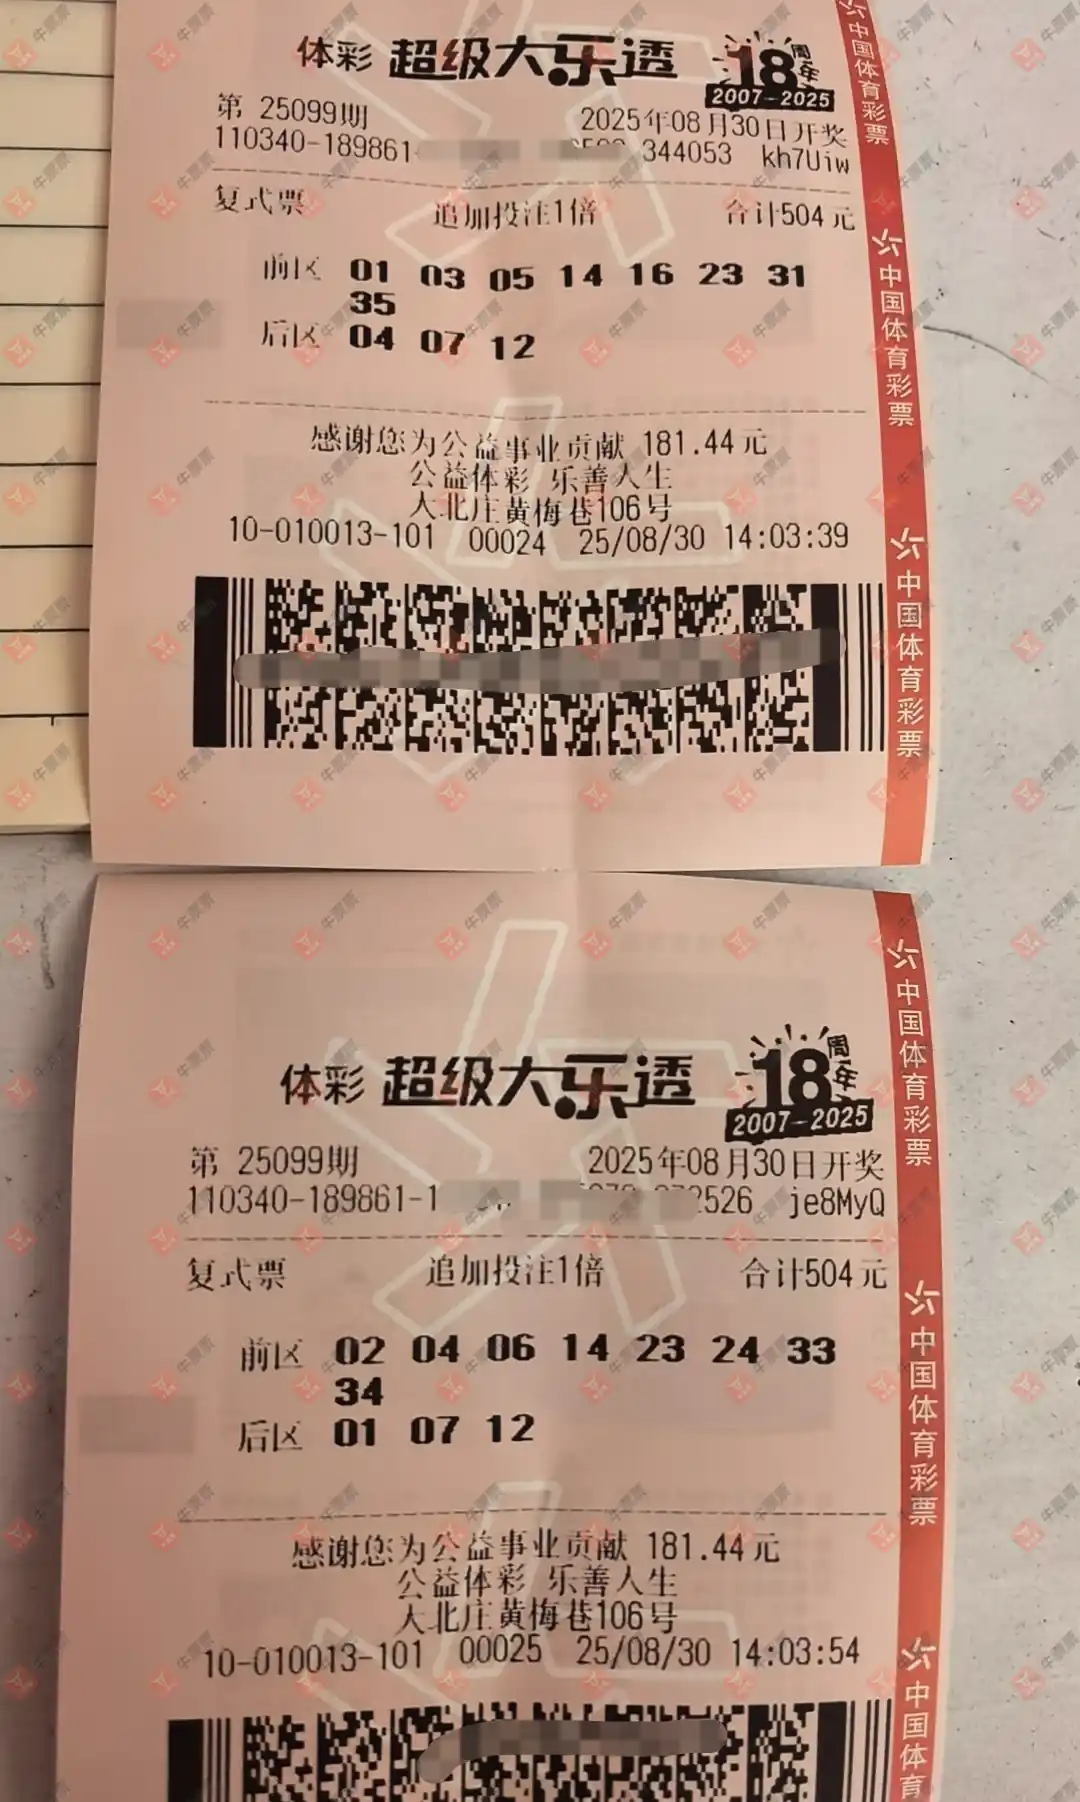 体彩 超级大乐透 18周年
2007-2025
第 25099期 2025年08月30日开奖
110340-189861- 344053 kh7Uiw
复式票 追加投注1倍 合计504元
前区 01 03 05 14 16 23 31
35
后区 04 07 12
感谢您为公益事业贡献 181.44元
公益体彩 乐善人生
大北庄黄梅巷106号
10-010013-101 00024 25/08/30 14:03:39
中国体育彩票
中国体育彩票
中国体育彩票
体彩 超级大乐透 18周年
2007-2025
第 25099期 2025年08月30日开奖
110340-189861-1 2526 je8MyQ
复式票 追加投注1倍 合计504元
前区 02 04 06 14 23 24 33
34
后区 01 07 12
感谢您为公益事业贡献 181.44元
公益体彩 乐善人生
大北庄黄梅巷106号
10-010013-101 00025 25/08/30 14:03:54
中国体育彩票
中国体育彩票
中国体育
牛票票